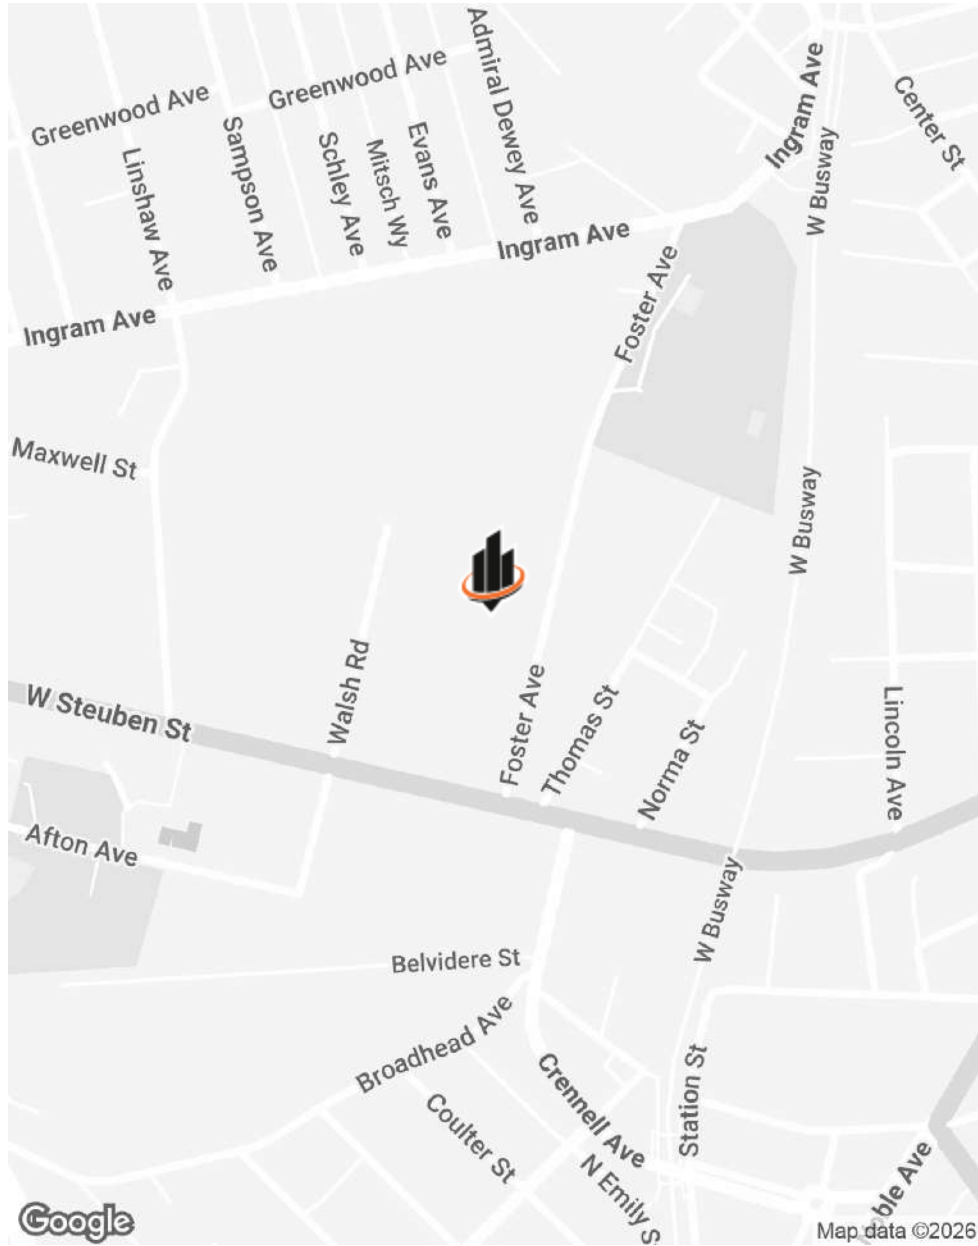 Admiral Dewey Ave
Greenwood Ave
Greenwood Ave
Ingram Ave
Center St
Linshaw Ave
Sampson Ave
Schley Ave
Mitsch Wy
Evans Ave
W Busway
Ingram Ave
Foster Ave
Ingram Ave
Maxwell St
W Busway
Walsh Rd
Foster Ave
Thomas St
Norma St
Lincoln Ave
W Steuben St
Afton Ave
W Busway
Belvidere St
Broadhead Ave
Crennell Ave
Station St
Coulter St
N Emily S
ble Ave
Google
Map data ©2026